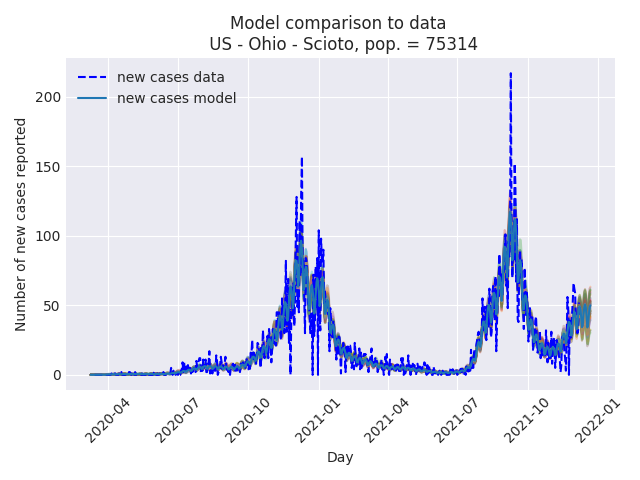 Model comparison to data
US - Ohio - Scioto, pop. = 75314
new cases data
new cases model
Number of new cases reported
200
150
100
50
0
2020-04
2020-07
2020-10
2021-01
2021-04
2021-07
2021-10
2022-01
Day